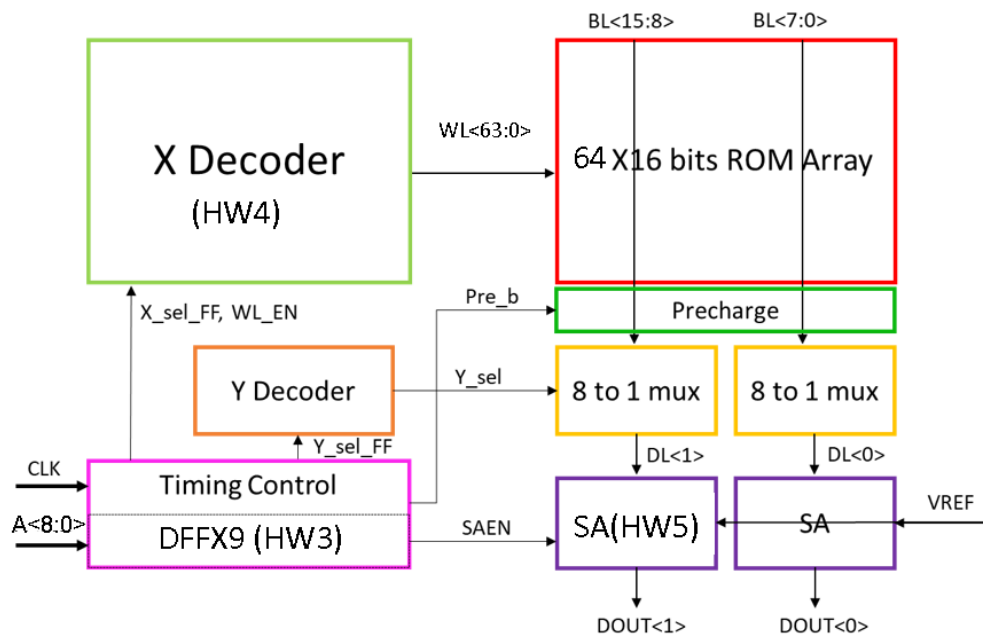 BL<15:8>
BL<7:0>
X Decoder
(HW4)
WL<63:0>
64 X16 bits ROM Array
X_sel_FF, WL_EN
Pre_b
Precharge
Y Decoder
Y_sel
8 to 1 mux
8 to 1 mux
Y_sel_FF
DL<1>
DL<0>
CLK
Timing Control
A<8:0>
DFFX9 (HW3)
SAEN
SA(HW5)
SA
VREF
DOUT<1>
DOUT<0>